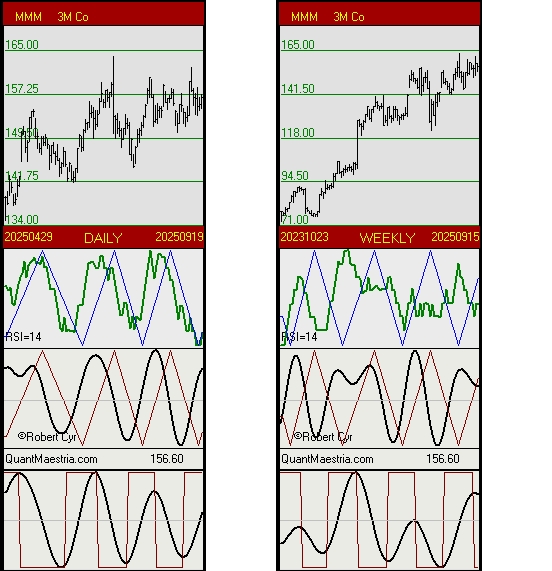 MMM 3M Co
165.00
157.25
149.50
141.75
134.00
20250429 DAILY 20250919
RSI=14
©Robert Cyr
QuantMaestria.com 156.60
MMM 3M Co
165.00
141.50
118.00
94.50
71.00
20231023 WEEKLY 20250915
RSI=14
©Robert Cyr
QuantMaestria.com 156.60